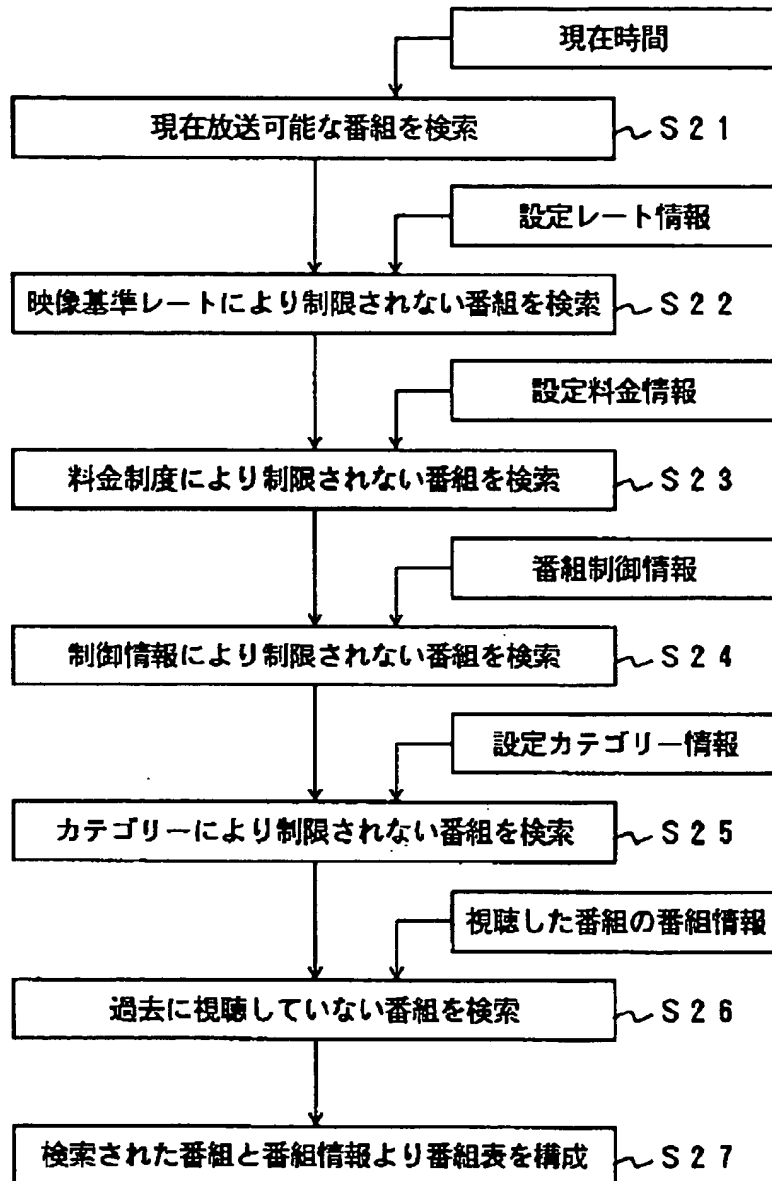 現在時間
現在放送可能な番組を検索 S21
設定レート情報
映像基準レートにより制限されない番組を検索 S22
設定料金情報
料金制度により制限されない番組を検索 S23
番組制御情報
制御情報により制限されない番組を検索 S24
設定カテゴリー情報
カテゴリーにより制限されない番組を検索 S25
視聴した番組の番組情報
過去に視聴していない番組を検索 S26
検索された番組と番組情報より番組表を構成 S27